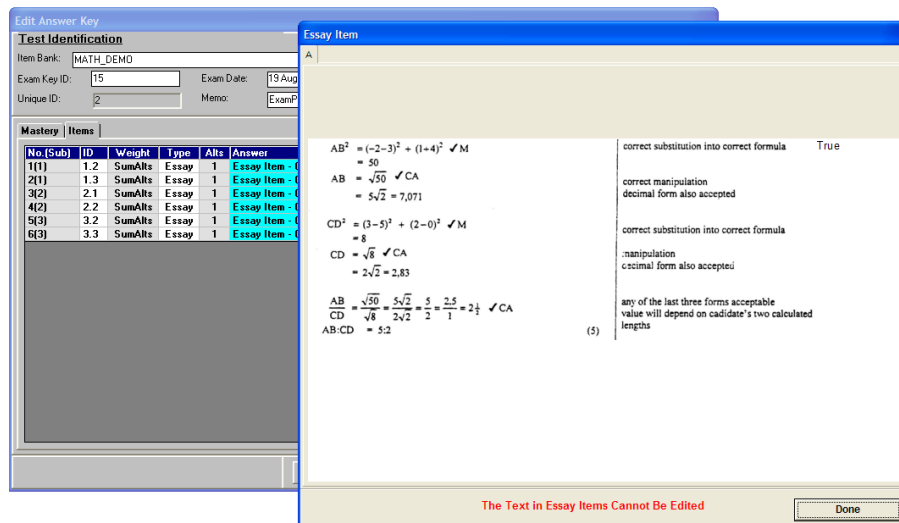 Edit Answer Key
Test Identification
Item Bank: MATH_DEMO
Exam Key ID: 15 Exam Date: 19 Aug
Unique ID: 2 Memo: ExamP
Mastery Items
No.(Sub) ID Weight Type Alts Answer
1(1) 1.2 SumAlts Essay 1 Essay Item -
2(1) 1.3 SumAlts Essay 1 Essay Item -
3(2) 2.1 SumAlts Essay 1 Essay Item -
4(2) 2.2 SumAlts Essay 1 Essay Item -
5(3) 3.2 SumAlts Essay 1 Essay Item -
6(3) 3.3 SumAlts Essay 1 Essay Item -
Essay Item
A
AB² = (−2−3)² + (1+4)² ✓M correct substitution into correct formula True
= 50
AB = √50 ✓CA correct manipulation
= 5√2 = 7,071 decimal form also accepted
CD² = (3−5)² + (2−0)² ✓M correct substitution into correct formula
= 8
CD = √8 ✓CA manipulation
= 2√2 = 2,83 decimal form also accepted
AB/CD = √50/√8 = 5√2/2√2 = 5/2 = 2,5/1 = 2½ ✓CA any of the last three forms acceptable
value will depend on cadidate's two calculated
AB:CD = 5:2 (5) lengths
The Text in Essay Items Cannot Be Edited
Done